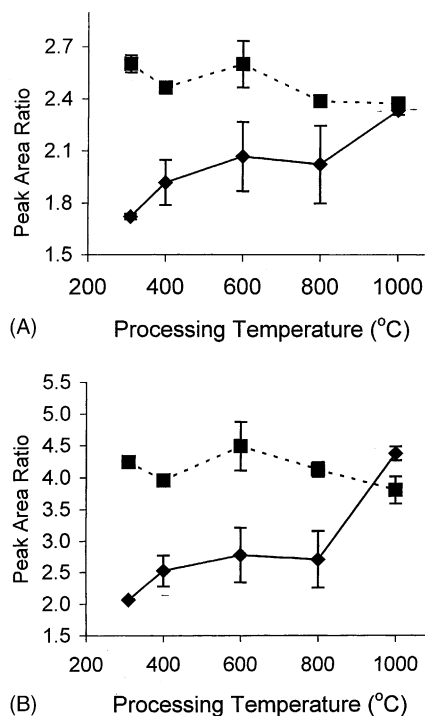 Peak Area Ratio
2.7
2.4
2.1
1.8
1.5
200 400 600 800 1000
(A) Processing Temperature (°C)
Peak Area Ratio
5.5
5.0
4.5
4.0
3.5
3.0
2.5
2.0
1.5
200 400 600 800 1000
(B) Processing Temperature (°C)